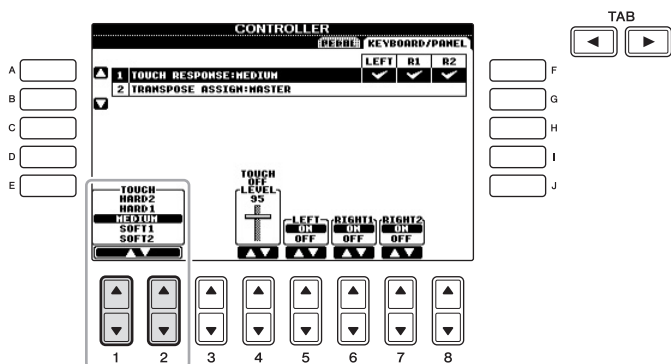 CONTROLLER
PEDAL KEYBOARD/PANEL
TAB
LEFT R1 R2
1 TOUCH RESPONSE:MEDIUM
2 TRANSPOSE ASSIGN:MASTER
A
B
C
D
E
F
G
H
I
J
TOUCH
HARD2
HARD1
MEDIUM
SOFT1
SOFT2
TOUCH
OFF
LEVEL
95
LEFT
ON
OFF
RIGHT1
ON
OFF
RIGHT2
ON
OFF
1 2 3 4 5 6 7 8